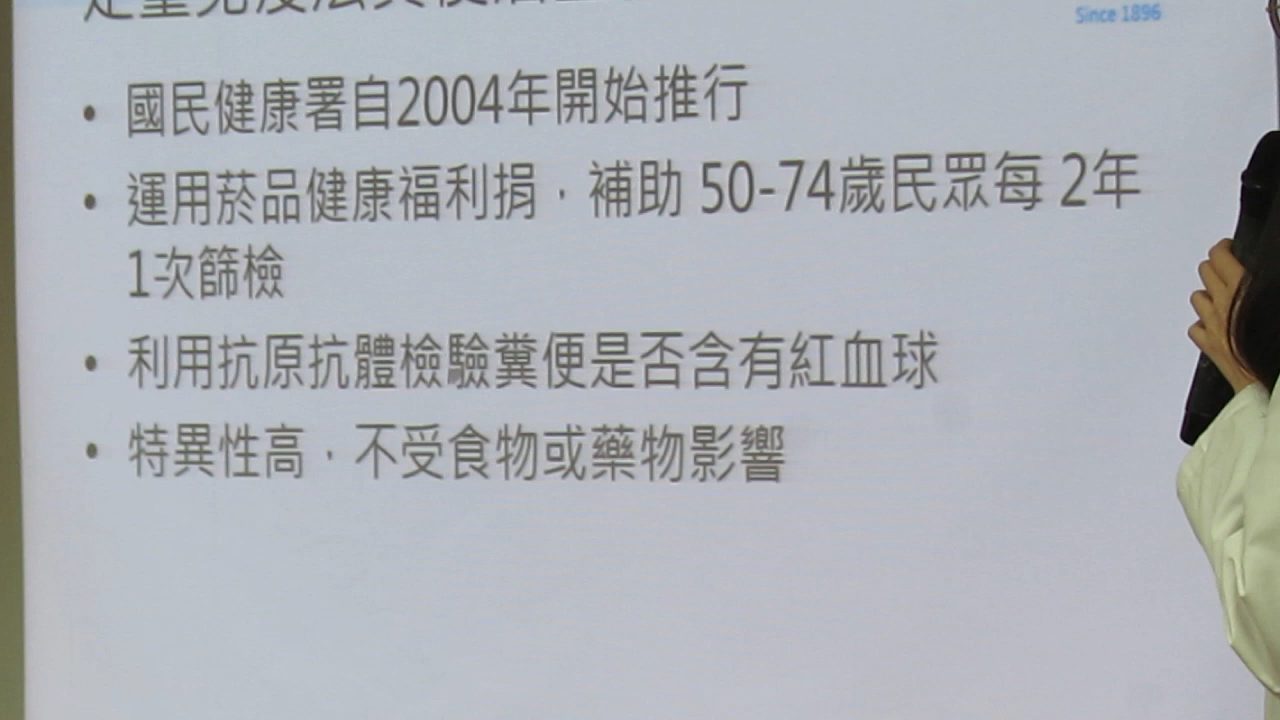 Since 1896
• 國民健康署自2004年開始推行
• 運用菸品健康福利捐，補助 50-74歲民眾每 2年
1次篩檢
• 利用抗原抗體檢驗糞便是否含有紅血球
• 特異性高，不受食物或藥物影響